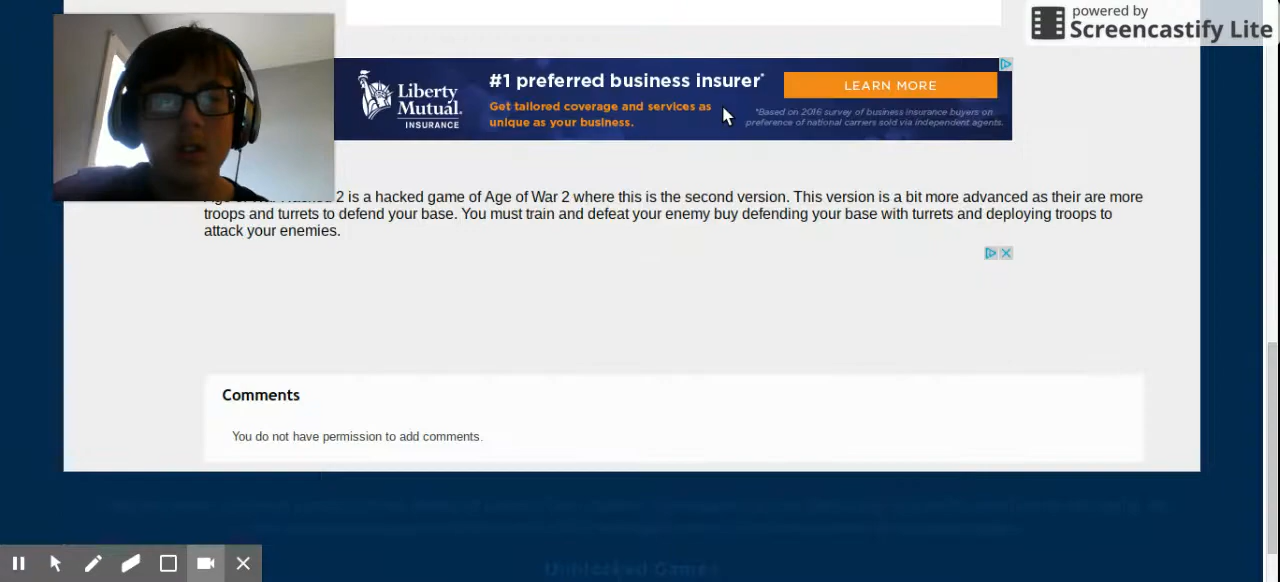 powered by
Screencastify Lite
Liberty
Mutual.
INSURANCE
#1 preferred business insurer*
Get tailored coverage and services as
unique as your business.
LEARN MORE
*Based on 2016 survey of business insurance buyers on
preference of national carriers sold via independent agents.
2 is a hacked game of Age of War 2 where this is the second version. This version is a bit more advanced as their are more
troops and turrets to defend your base. You must train and defeat your enemy buy defending your base with turrets and deploying troops to
attack your enemies.
Comments
You do not have permission to add comments.
Unblocked Games